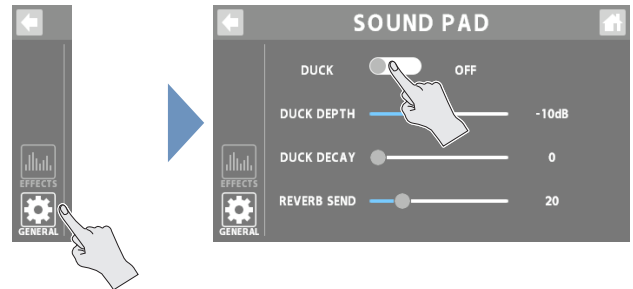 EFFECTS
GENERAL
SOUND PAD
DUCK OFF
DUCK DEPTH -10dB
DUCK DECAY 0
REVERB SEND 20
EFFECTS
GENERAL